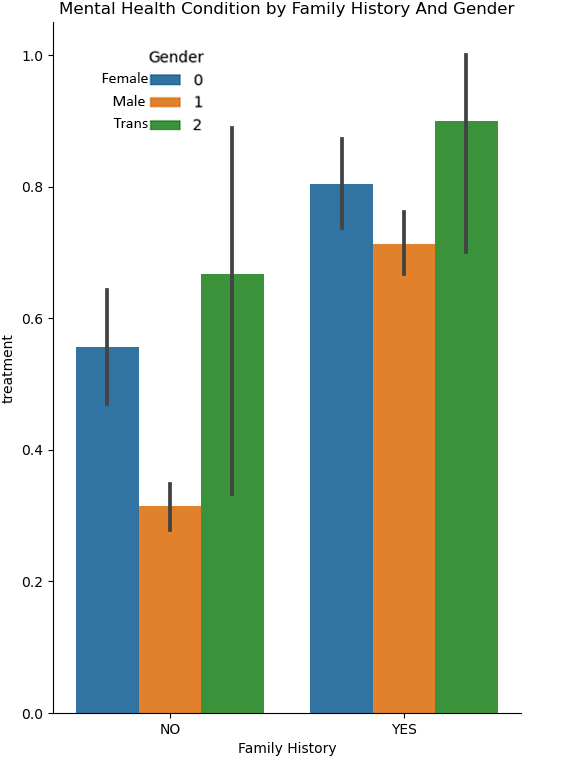 Mental Health Condition by Family History And Gender
1.0
0.8
0.6
0.4
0.2
0.0
treatment
Gender
Female 0
Male 1
Trans 2
NO YES
Family History